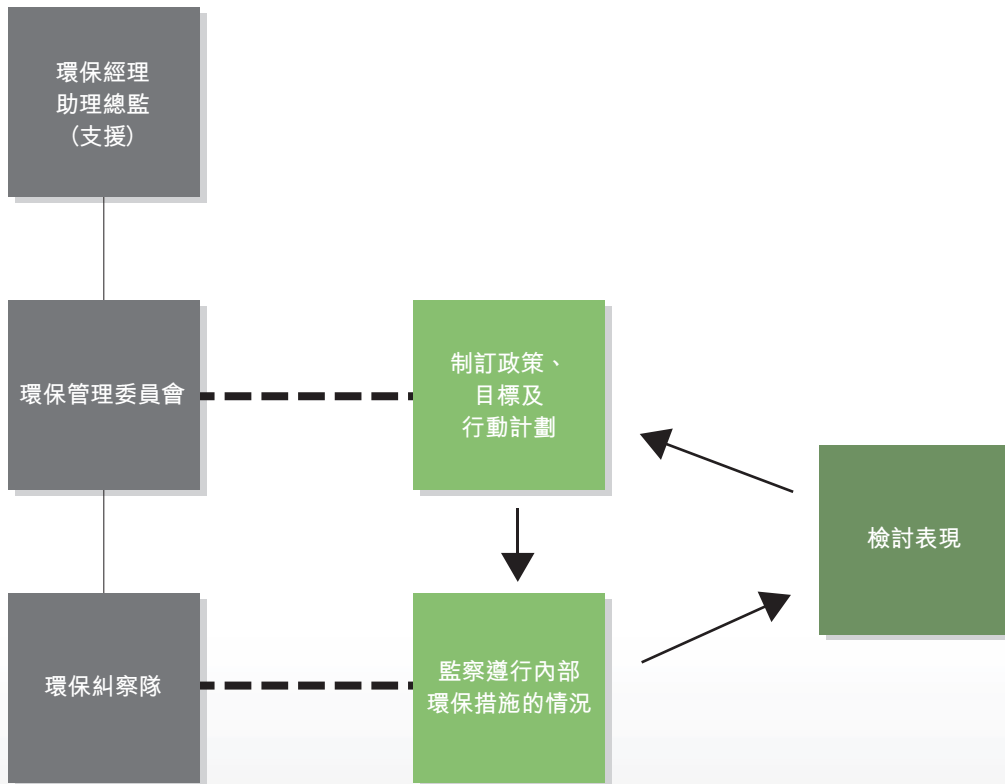 環保經理
助理總監
（支援）
環保管理委員會
制訂政策、
目標及
行動計劃
檢討表現
環保糾察隊
監察遵行內部
環保措施的情況